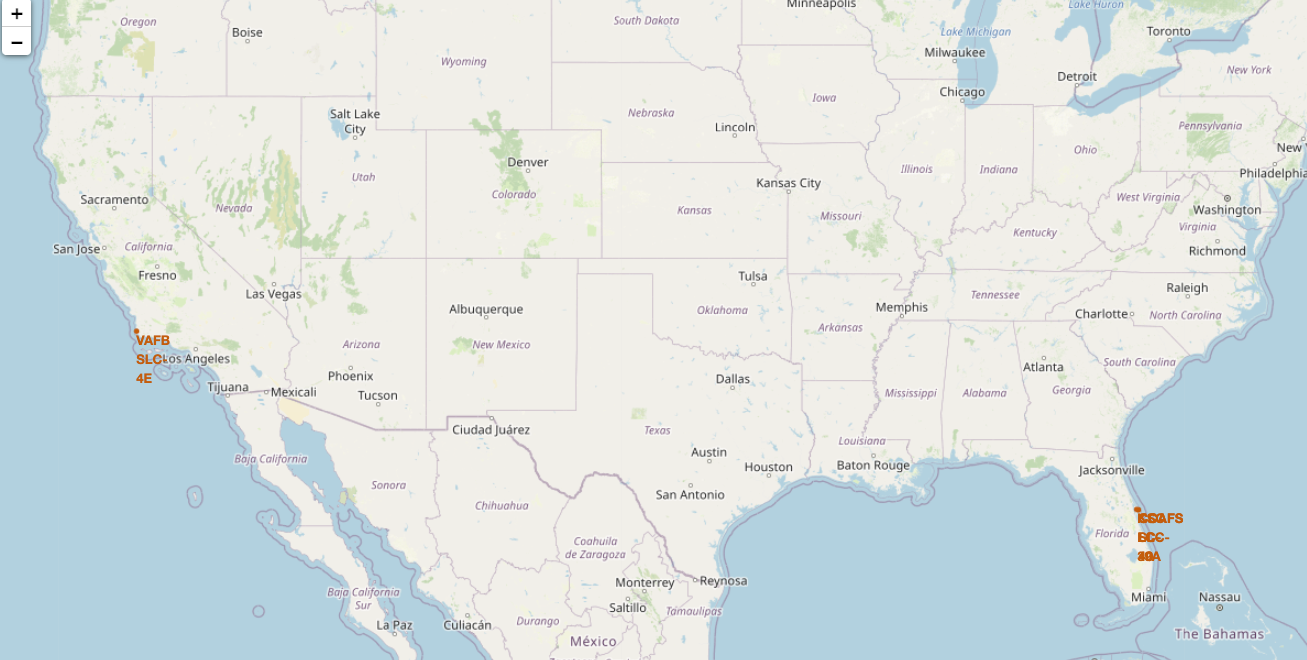 +
−
Oregon
Boise
South Dakota
Minneapolis
Lake Huron
Toronto
Wyoming
Milwaukee
Lake Michigan
Detroit
New York
Chicago
Salt Lake
City
Nebraska
Iowa
Lincoln
Pennsylvania
New
Denver
Utah
Colorado
Illinois
Indiana
Ohio
Philadelphia
Sacramento
Nevada
Kansas City
Kansas
Missouri
West Virginia
Washington
San Jose
California
Fresno
Kentucky
Virginia
Richmond
Las Vegas
Tulsa
Albuquerque
Oklahoma
Memphis
Tennessee
Raleigh
Charlotte
North Carolina
Arkansas
VAFB
SLC-
4E
Los Angeles
Arizona
New Mexico
Phoenix
Tijuana
Mexicali
Tucson
Dallas
Mississippi
Alabama
Atlanta
Georgia
South Carolina
Ciudad Juárez
Texas
Louisiana
Baja California
Sonora
Austin
Houston
Baton Rouge
Jacksonville
San Antonio
Chihuahua
Florida
Coahuila
de Zaragoza
Baja California
Sur
Monterrey
Reynosa
Saltillo
Tamaulipas
Miami
Nassau
La Paz
Culiacán
Durango
México
The Bahamas